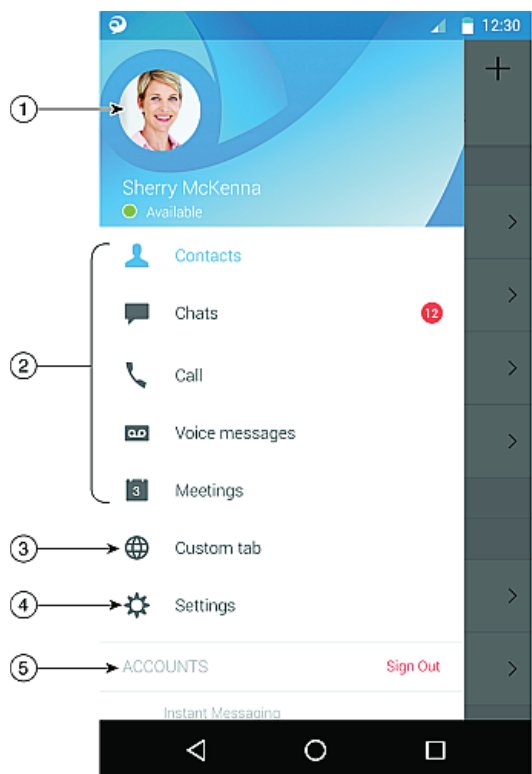 12:30
1
Sherry McKenna
Available
Contacts
Chats
12
2
Call
Voice messages
3
Meetings
3
Custom tab
4
Settings
5
ACCOUNTS
Sign Out
Instant Messaging